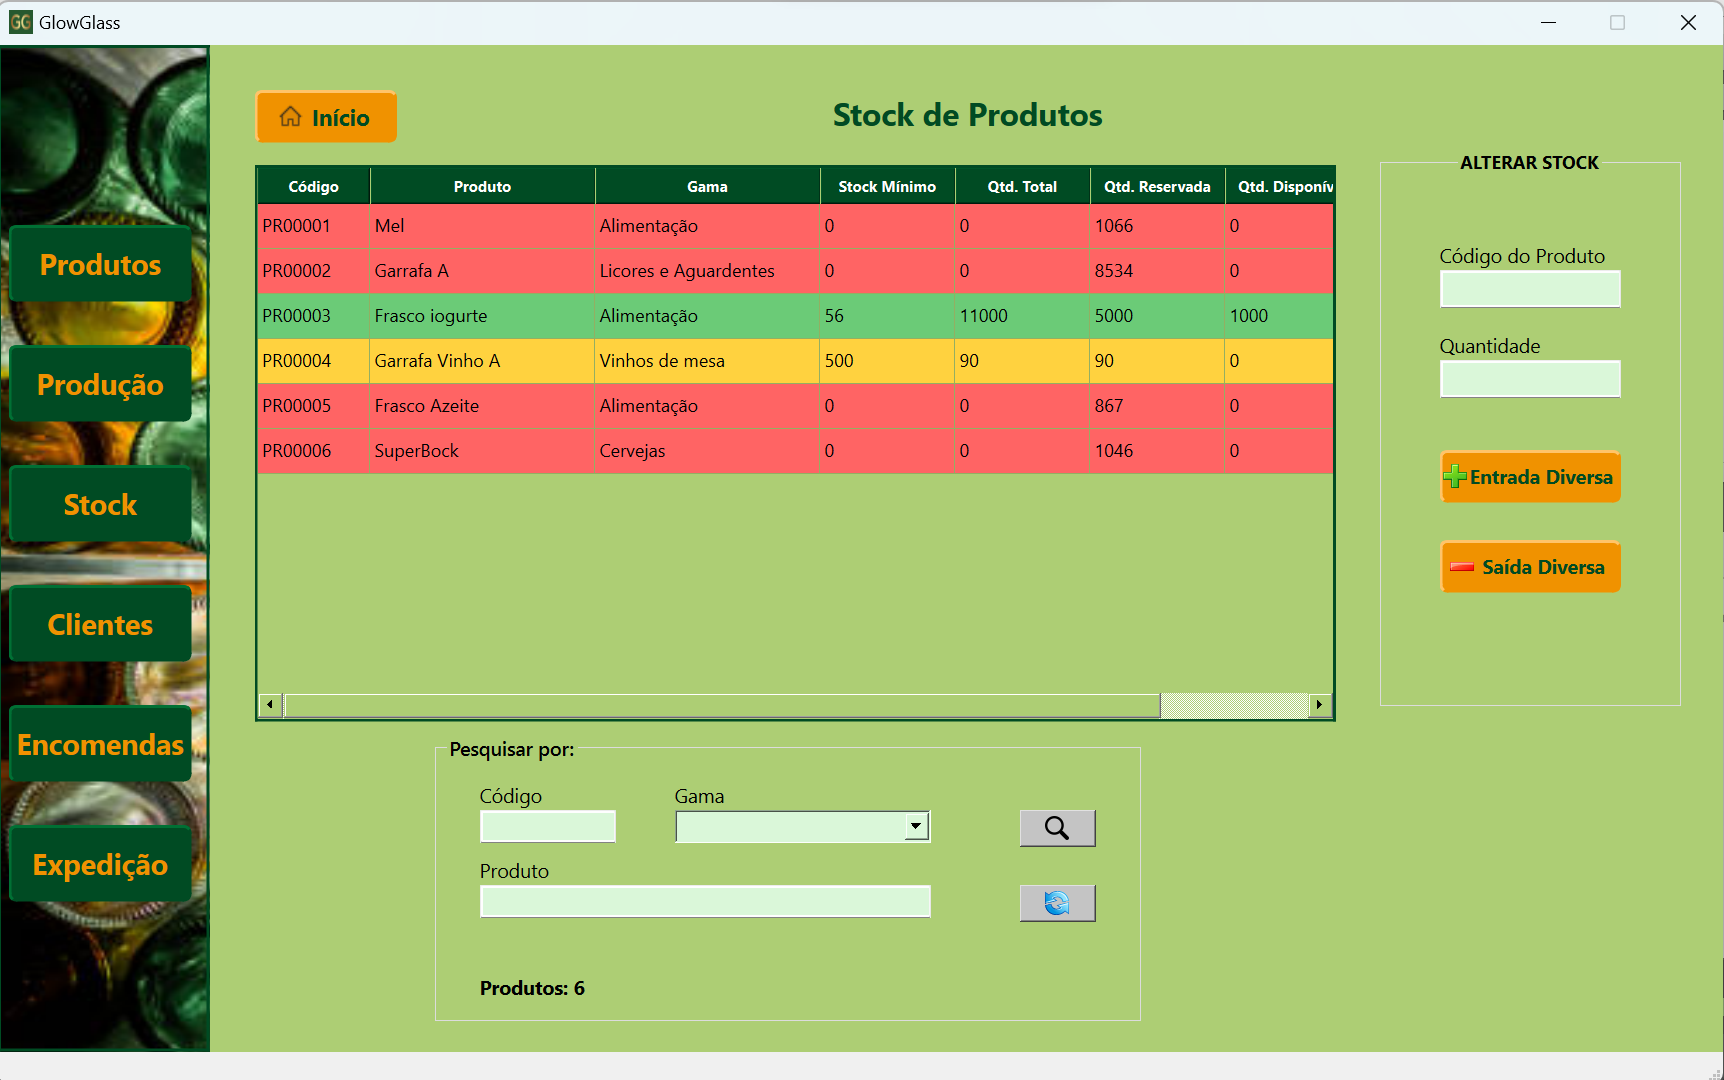 GG GlowGlass
Início
Stock de Produtos
Produtos
Produção
Stock
Clientes
Encomendas
Expedição
Código Produto Gama Stock Mínimo Qtd. Total Qtd. Reservada Qtd. Disponív
PR00001 Mel Alimentação 0 0 1066 0
PR00002 Garrafa A Licores e Aguardentes 0 0 8534 0
PR00003 Frasco iogurte Alimentação 56 11000 5000 1000
PR00004 Garrafa Vinho A Vinhos de mesa 500 90 90 0
PR00005 Frasco Azeite Alimentação 0 0 867 0
PR00006 SuperBock Cervejas 0 0 1046 0
ALTERAR STOCK
Código do Produto
Quantidade
Entrada Diversa
Saída Diversa
Pesquisar por:
Código Gama
Produto
Produtos: 6